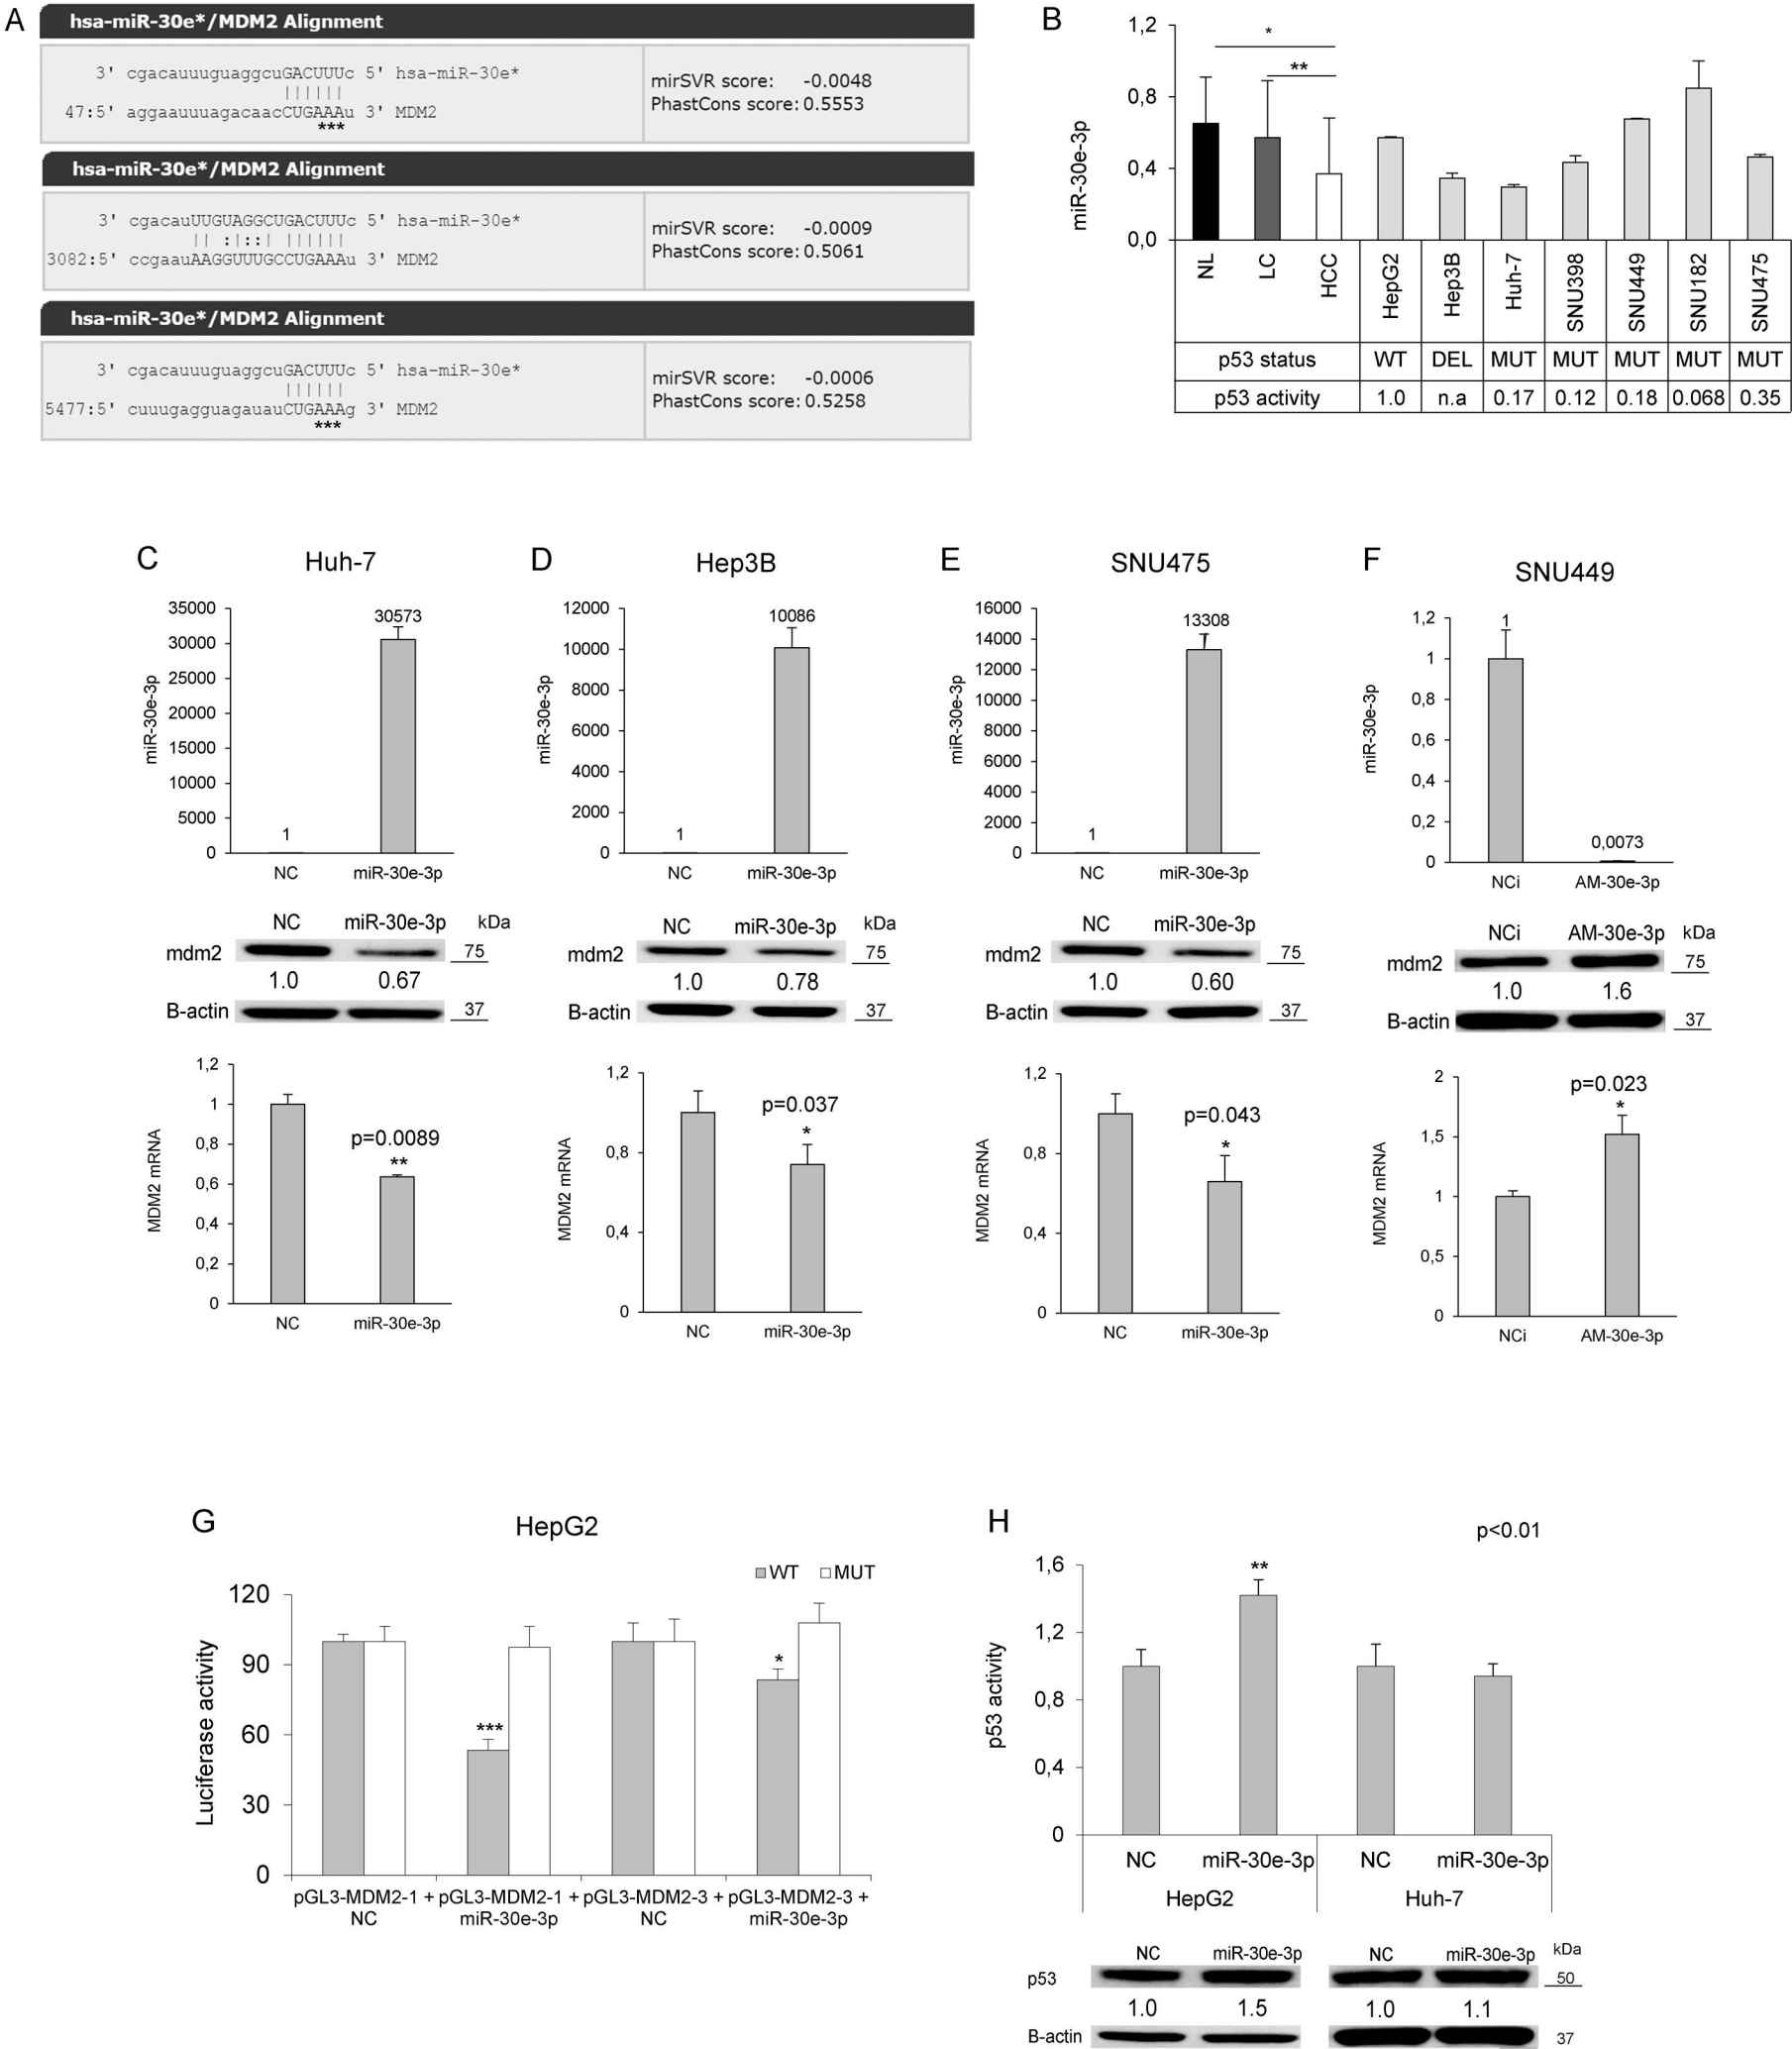 A
hsa-miR-30e*/MDM2 Alignment
3' cgacauuuguaggcuGACUUUc 5' hsa-miR-30e*
||||||
47:5' aggaauuuagacaacCUGAAAu 3' MDM2
***
mirSVR score: -0.0048
PhastCons score: 0.5553
hsa-miR-30e*/MDM2 Alignment
3' cgacauUUGUAGGCUGACUUUc 5' hsa-miR-30e*
|| :|::| ||||||
3082:5' ccgaauAAGGUUUGCCUGAAAu 3' MDM2
mirSVR score: -0.0009
PhastCons score: 0.5061
hsa-miR-30e*/MDM2 Alignment
3' cgacauuuguaggcuGACUUUc 5' hsa-miR-30e*
||||||
5477:5' cuuugagguagauauCUGAAAg 3' MDM2
***
mirSVR score: -0.0006
PhastCons score: 0.5258
B
miR-30e-3p
1,2
0,8
0,4
0,0
*
**
NL LC HCC HepG2 Hep3B Huh-7 SNU398 SNU449 SNU182 SNU475
p53 status WT DEL MUT MUT MUT MUT MUT
p53 activity 1.0 n.a 0.17 0.12 0.18 0.068 0.35
C Huh-7
miR-30e-3p
35000
30000
25000
20000
15000
10000
5000
0
1 30573
NC miR-30e-3p
NC miR-30e-3p kDa
mdm2 75
1.0 0.67
B-actin 37
MDM2 mRNA
1,2
1
0,8
0,6
0,4
0,2
0
p=0.0089
**
NC miR-30e-3p
D Hep3B
miR-30e-3p
12000
10000
8000
6000
4000
2000
0
1 10086
NC miR-30e-3p
NC miR-30e-3p kDa
mdm2 75
1.0 0.78
B-actin 37
MDM2 mRNA
1,2
0,8
0,4
0
p=0.037
*
NC miR-30e-3p
E SNU475
miR-30e-3p
16000
14000
12000
10000
8000
6000
4000
2000
0
1 13308
NC miR-30e-3p
NC miR-30e-3p kDa
mdm2 75
1.0 0.60
B-actin 37
MDM2 mRNA
1,2
0,8
0,4
0
p=0.043
*
NC miR-30e-3p
F SNU449
miR-30e-3p
1,2
1
0,8
0,6
0,4
0,2
0
1 0,0073
NCi AM-30e-3p
NCi AM-30e-3p kDa
mdm2 75
1.0 1.6
B-actin 37
MDM2 mRNA
2
1,5
1
0,5
0
p=0.023
*
NCi AM-30e-3p
G HepG2
WT MUT
Luciferase activity
120
90
60
30
0
***
*
pGL3-MDM2-1 + pGL3-MDM2-1 + pGL3-MDM2-3 + pGL3-MDM2-3 +
NC miR-30e-3p NC miR-30e-3p
H
p<0.01
p53 activity
1,6
1,2
0,8
0,4
0
**
NC miR-30e-3p NC miR-30e-3p
HepG2 Huh-7
NC miR-30e-3p NC miR-30e-3p kDa
p53 50
1.0 1.5 1.0 1.1
B-actin 37